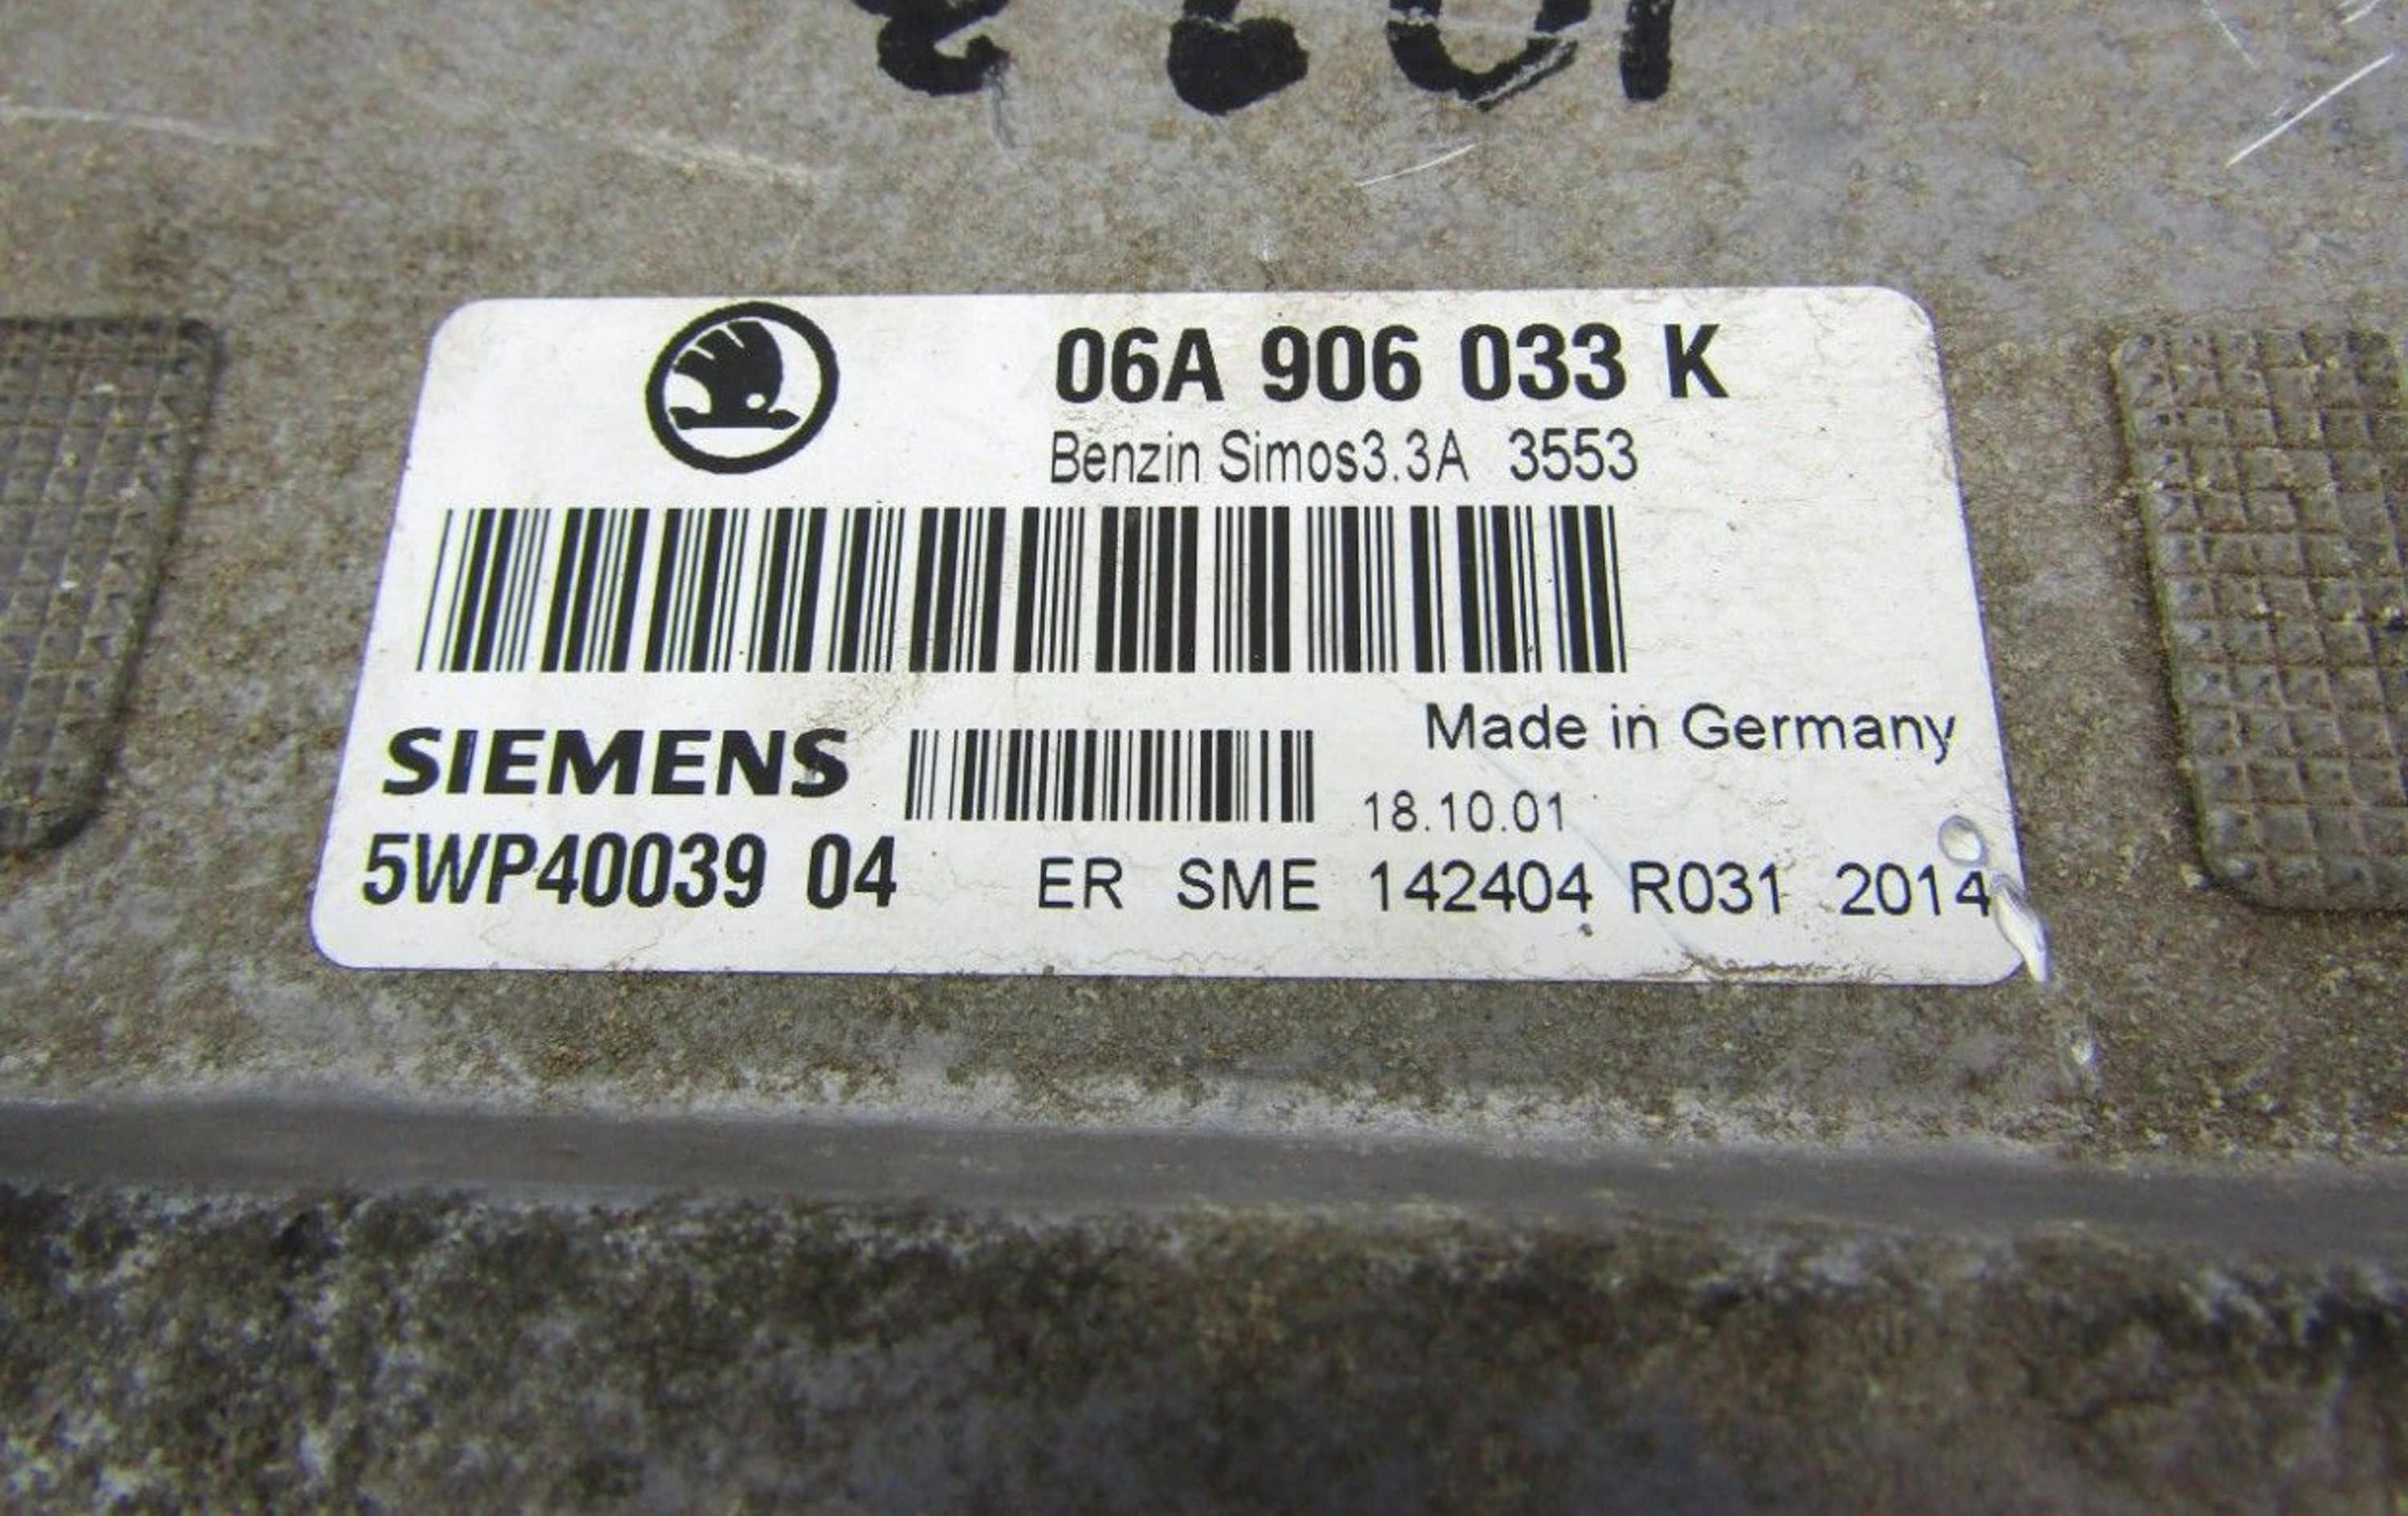 06A 906 033 K
Benzin Simos3.3A 3553
Made in Germany
SIEMENS
18.10.01
5WP40039 04 ER SME 142404 R031 2014